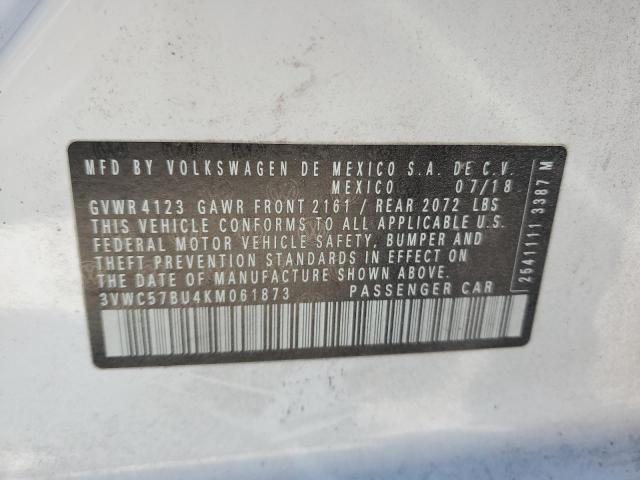 MFD BY VOLKSWAGEN DE MEXICO S.A. DE C.V.
MEXICO 07/18
GVWR 4123 GAWR FRONT 2161 / REAR 2072 LBS
THIS VEHICLE CONFORMS TO ALL APPLICABLE U.S.
FEDERAL MOTOR VEHICLE SAFETY, BUMPER AND
THEFT PREVENTION STANDARDS IN EFFECT ON
THE DATE OF MANUFACTURE SHOWN ABOVE.
3VWC57BU4KM061873 PASSENGER CAR
2541111 3387 M